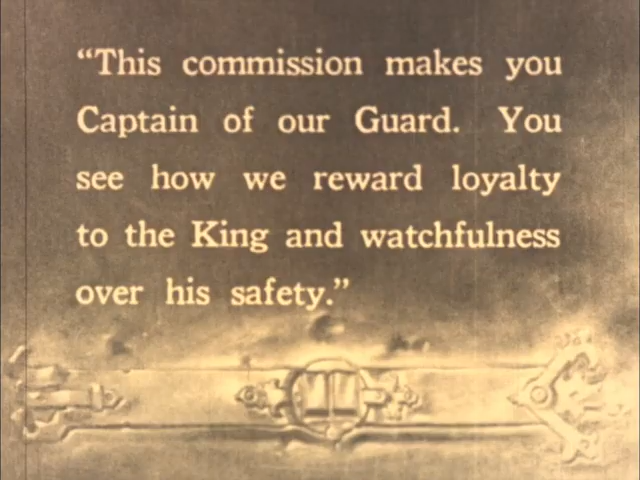 “This commission makes you
Captain of our Guard. You
see how we reward loyalty
to the King and watchfulness
over his safety.”